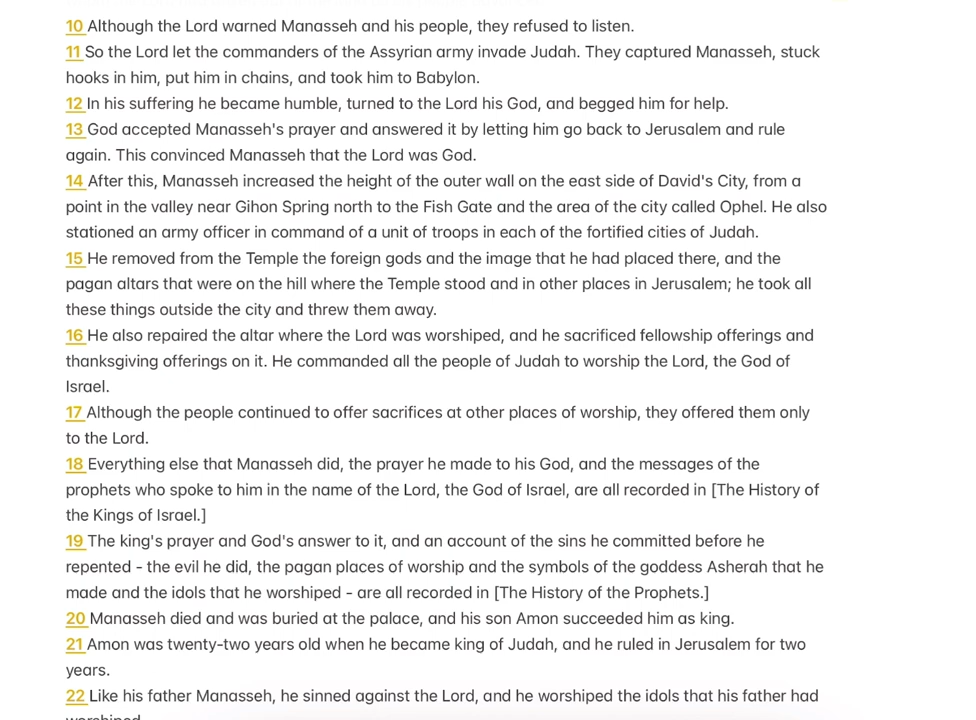 10 Although the Lord warned Manasseh and his people, they refused to listen.
11 So the Lord let the commanders of the Assyrian army invade Judah. They captured Manasseh, stuck
hooks in him, put him in chains, and took him to Babylon.
12 In his suffering he became humble, turned to the Lord his God, and begged him for help.
13 God accepted Manasseh's prayer and answered it by letting him go back to Jerusalem and rule
again. This convinced Manasseh that the Lord was God.
14 After this, Manasseh increased the height of the outer wall on the east side of David's City, from a
point in the valley near Gihon Spring north to the Fish Gate and the area of the city called Ophel. He also
stationed an army officer in command of a unit of troops in each of the fortified cities of Judah.
15 He removed from the Temple the foreign gods and the image that he had placed there, and the
pagan altars that were on the hill where the Temple stood and in other places in Jerusalem; he took all
these things outside the city and threw them away.
16 He also repaired the altar where the Lord was worshiped, and he sacrificed fellowship offerings and
thanksgiving offerings on it. He commanded all the people of Judah to worship the Lord, the God of
Israel.
17 Although the people continued to offer sacrifices at other places of worship, they offered them only
to the Lord.
18 Everything else that Manasseh did, the prayer he made to his God, and the messages of the
prophets who spoke to him in the name of the Lord, the God of Israel, are all recorded in [The History of
the Kings of Israel.]
19 The king's prayer and God's answer to it, and an account of the sins he committed before he
repented - the evil he did, the pagan places of worship and the symbols of the goddess Asherah that he
made and the idols that he worshiped - are all recorded in [The History of the Prophets.]
20 Manasseh died and was buried at the palace, and his son Amon succeeded him as king.
21 Amon was twenty-two years old when he became king of Judah, and he ruled in Jerusalem for two
years.
22 Like his father Manasseh, he sinned against the Lord, and he worshiped the idols that his father had